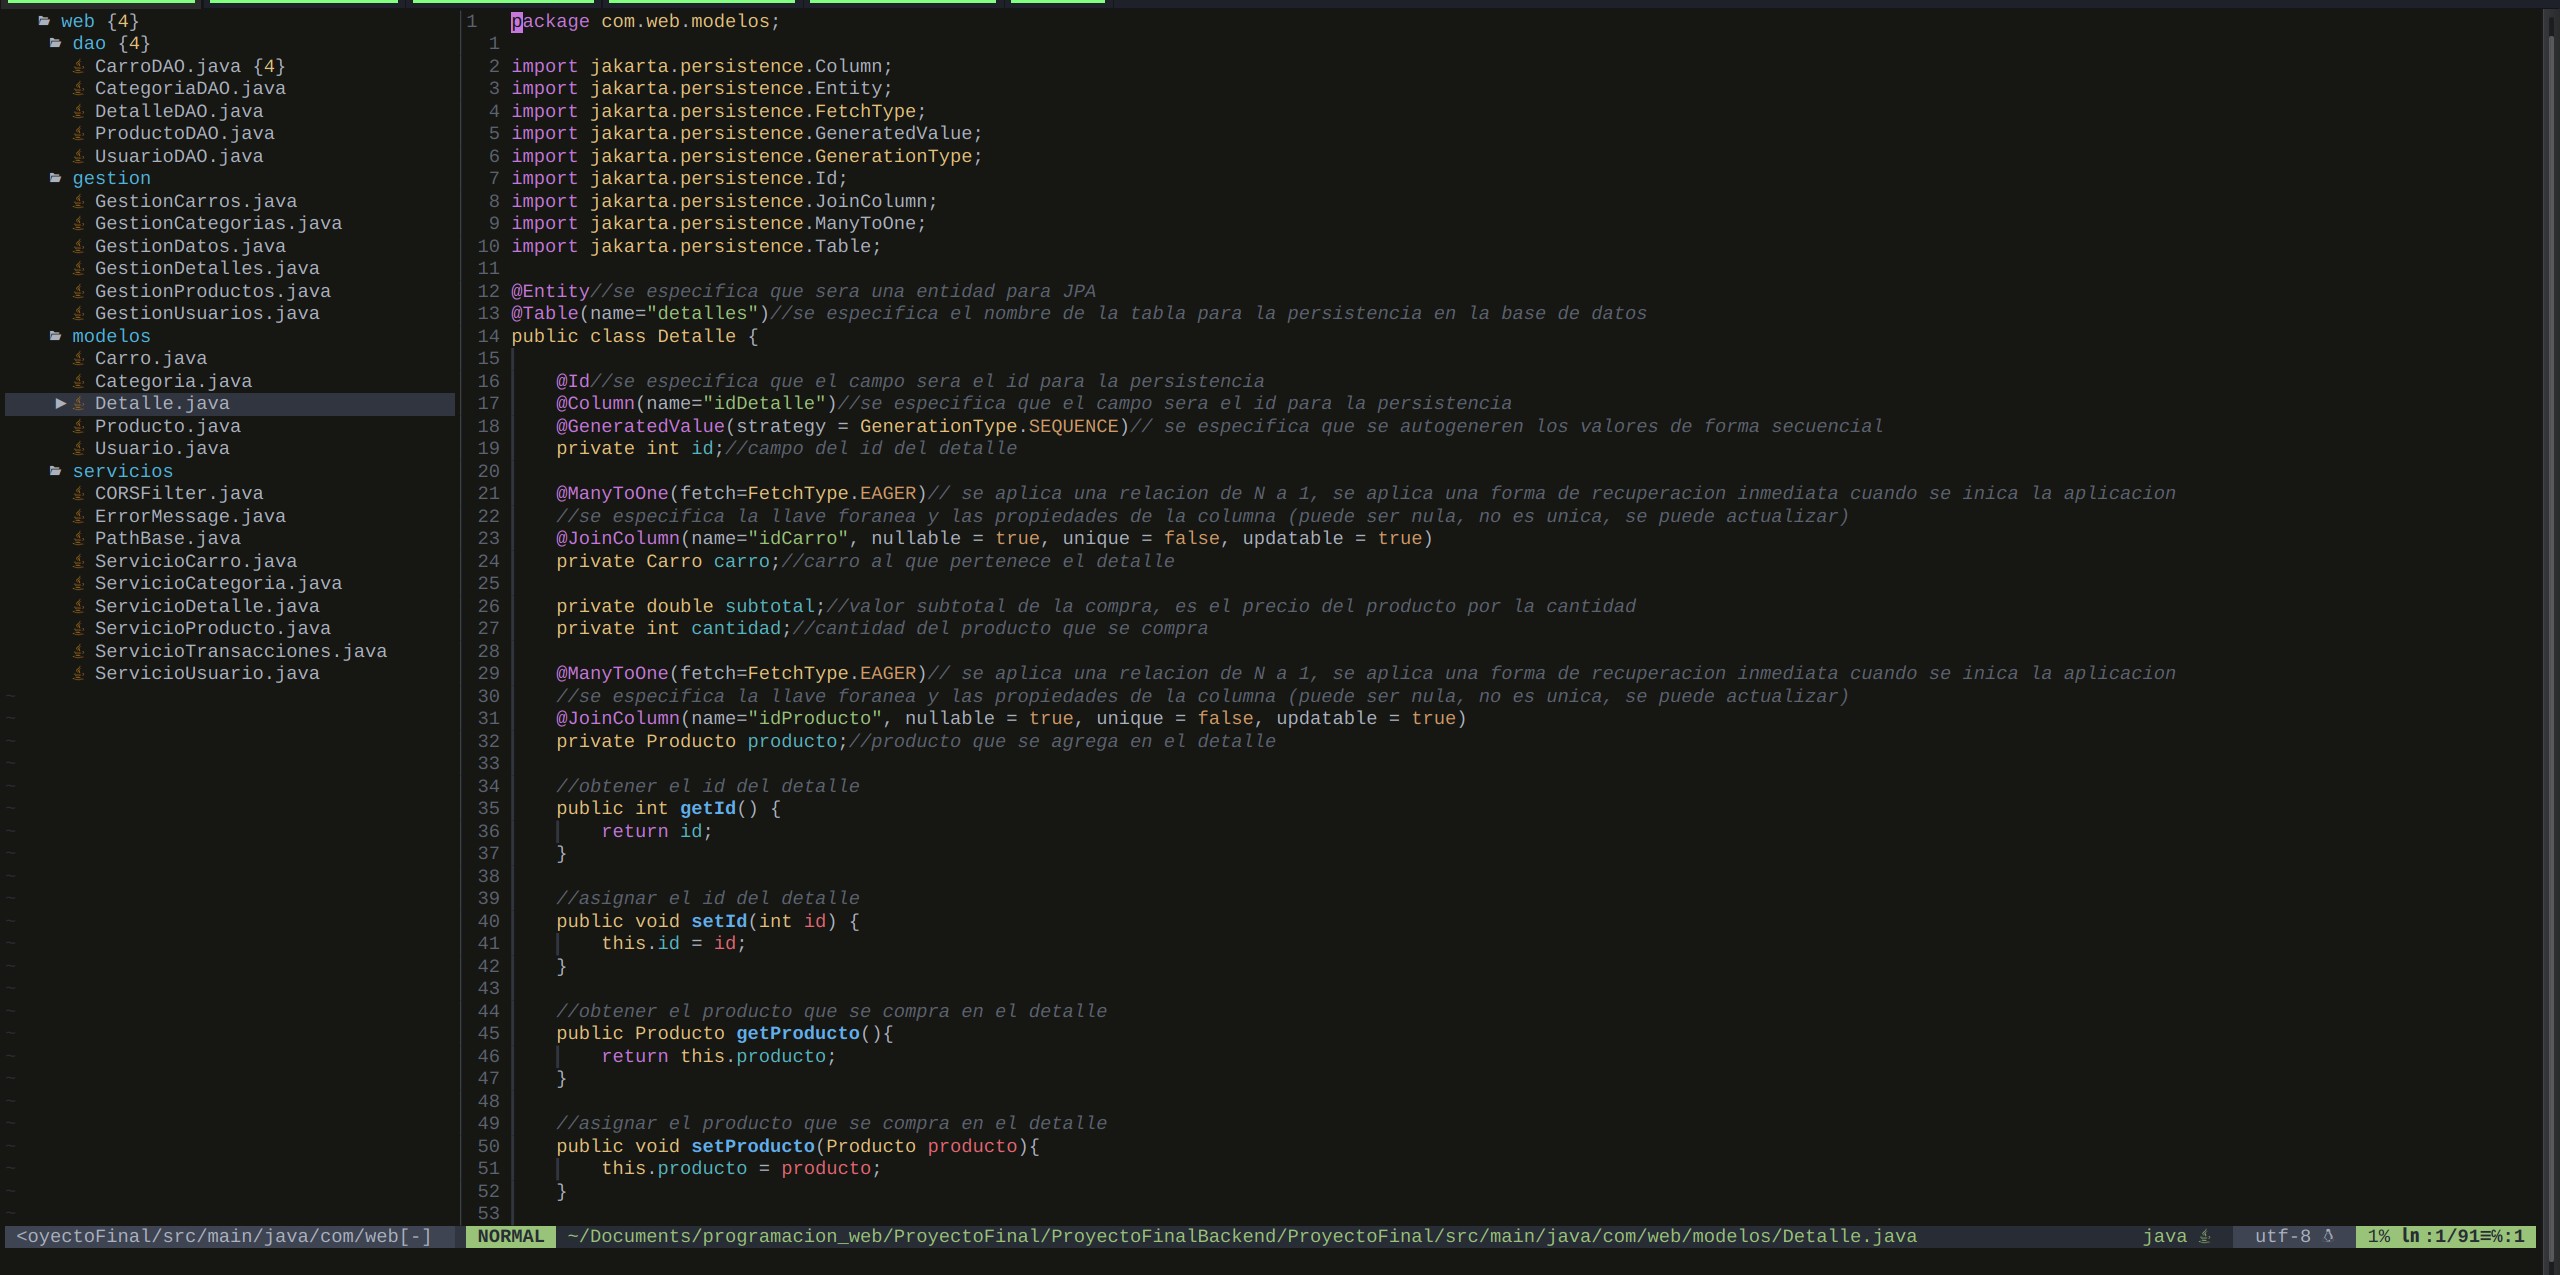 web {4}
dao {4}
CarroDAO.java {4}
CategoriaDAO.java
DetalleDAO.java
ProductoDAO.java
UsuarioDAO.java
gestion
GestionCarros.java
GestionCategorias.java
GestionDatos.java
GestionDetalles.java
GestionProductos.java
GestionUsuarios.java
modelos
Carro.java
Categoria.java
Detalle.java
Producto.java
Usuario.java
servicios
CORSFilter.java
ErrorMessage.java
PathBase.java
ServicioCarro.java
ServicioCategoria.java
ServicioDetalle.java
ServicioProducto.java
ServicioTransacciones.java
ServicioUsuario.java
<oyectoFinal/src/main/java/com/web[-]
1 package com.web.modelos;
1
2 import jakarta.persistence.Column;
3 import jakarta.persistence.Entity;
4 import jakarta.persistence.FetchType;
5 import jakarta.persistence.GeneratedValue;
6 import jakarta.persistence.GenerationType;
7 import jakarta.persistence.Id;
8 import jakarta.persistence.JoinColumn;
9 import jakarta.persistence.ManyToOne;
10 import jakarta.persistence.Table;
11
12 @Entity//se especifica que sera una entidad para JPA
13 @Table(name="detalles")//se especifica el nombre de la tabla para la persistencia en la base de datos
14 public class Detalle {
15
16 @Id//se especifica que el campo sera el id para la persistencia
17 @Column(name="idDetalle")//se especifica que el campo sera el id para la persistencia
18 @GeneratedValue(strategy = GenerationType.SEQUENCE)// se especifica que se autogeneren los valores de forma secuencial
19 private int id;//campo del id del detalle
20
21 @ManyToOne(fetch=FetchType.EAGER)// se aplica una relacion de N a 1, se aplica una forma de recuperacion inmediata cuando se inica la aplicacion
22 //se especifica la llave foranea y las propiedades de la columna (puede ser nula, no es unica, se puede actualizar)
23 @JoinColumn(name="idCarro", nullable = true, unique = false, updatable = true)
24 private Carro carro;//carro al que pertenece el detalle
25
26 private double subtotal;//valor subtotal de la compra, es el precio del producto por la cantidad
27 private int cantidad;//cantidad del producto que se compra
28
29 @ManyToOne(fetch=FetchType.EAGER)// se aplica una relacion de N a 1, se aplica una forma de recuperacion inmediata cuando se inica la aplicacion
30 //se especifica la llave foranea y las propiedades de la columna (puede ser nula, no es unica, se puede actualizar)
31 @JoinColumn(name="idProducto", nullable = true, unique = false, updatable = true)
32 private Producto producto;//producto que se agrega en el detalle
33
34 //obtener el id del detalle
35 public int getId() {
36 return id;
37 }
38
39 //asignar el id del detalle
40 public void setId(int id) {
41 this.id = id;
42 }
43
44 //obtener el producto que se compra en el detalle
45 public Producto getProducto(){
46 return this.producto;
47 }
48
49 //asignar el producto que se compra en el detalle
50 public void setProducto(Producto producto){
51 this.producto = producto;
52 }
53
NORMAL ~/Documents/programacion_web/ProyectoFinal/ProyectoFinalBackend/ProyectoFinal/src/main/java/com/web/modelos/Detalle.java java utf-8 1% ln :1/91≡℅:1